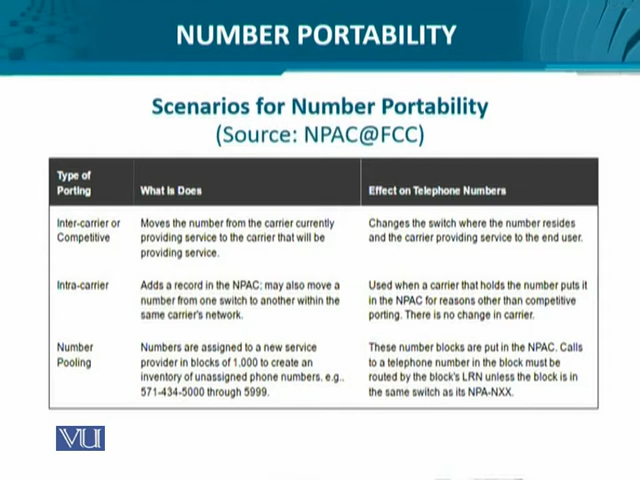 NUMBER PORTABILITY
Scenarios for Number Portability
(Source: NPAC@FCC)
Type of
Porting
What Is Does
Effect on Telephone Numbers
Inter-carrier or
Competitive
Moves the number from the carrier currently
providing service to the carrier that will be
providing service.
Changes the switch where the number resides
and the carrier providing service to the end user.
Intra-carrier
Adds a record in the NPAC; may also move a
number from one switch to another within the
same carrier's network.
Used when a carrier that holds the number puts it
in the NPAC for reasons other than competitive
porting. There is no change in carrier.
Number
Pooling
Numbers are assigned to a new service
provider in blocks of 1,000 to create an
inventory of unassigned phone numbers. e.g..
571-434-5000 through 5999.
These number blocks are put in the NPAC. Calls
to a telephone number in the block must be
routed by the block's LRN unless the block is in
the same switch as its NPA-NXX.
VU